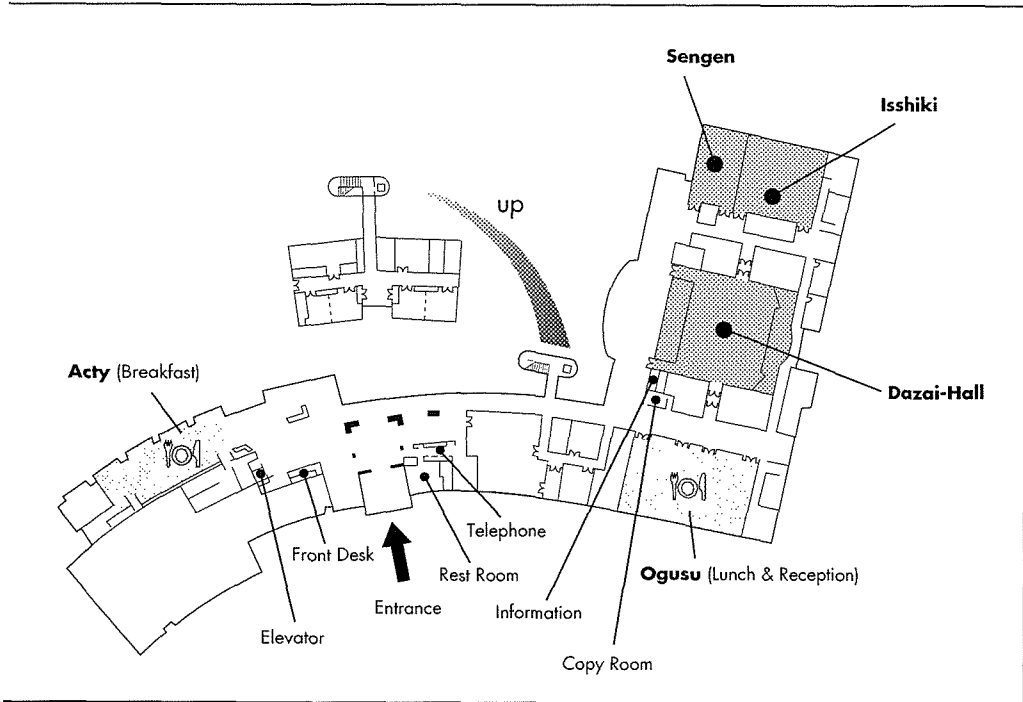 Sengen
Isshiki
up
Acty (Breakfast)
Dazai-Hall
Telephone
Front Desk
Rest Room
Ogusu (Lunch & Reception)
Entrance
Information
Elevator
Copy Room